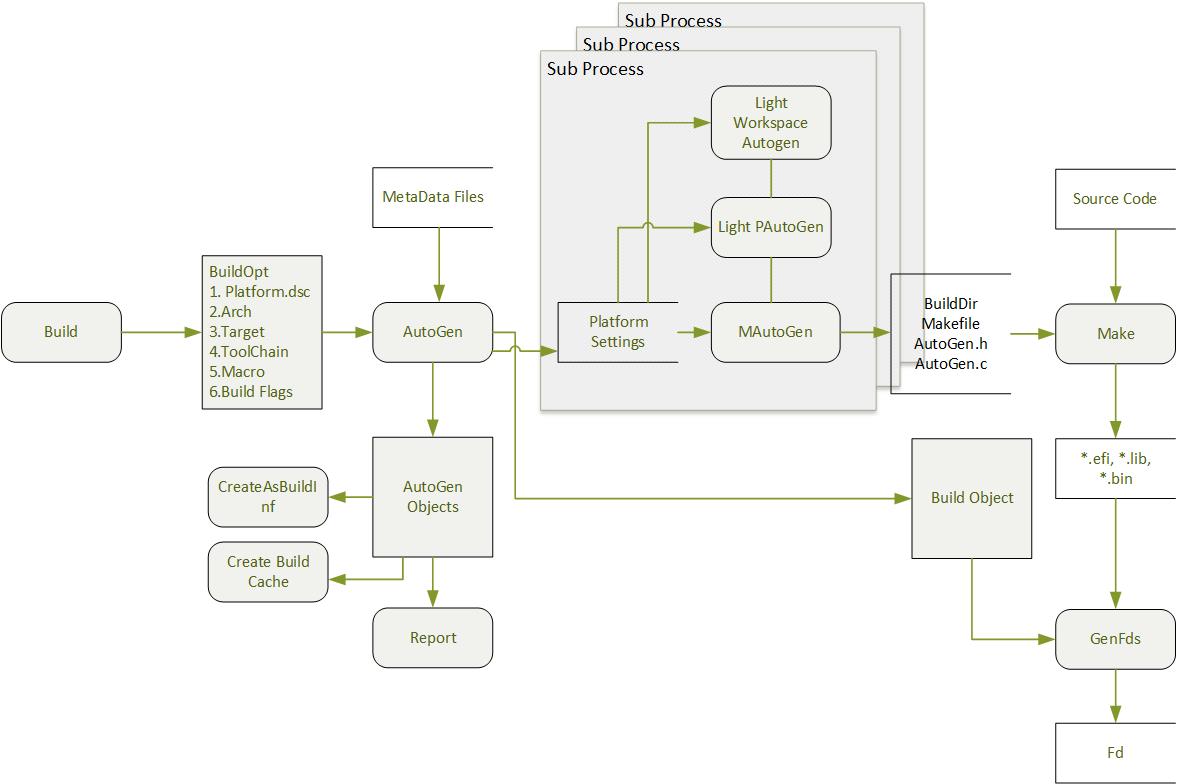 Sub Process
Sub Process
Sub Process
Light
Workspace
Autogen
MetaData Files
Source Code
Light PAutoGen
BuildOpt
1. Platform.dsc
2.Arch
3.Target
4.ToolChain
5.Macro
6.Build Flags
Build
AutoGen
Platform
Settings
MAutoGen
BuildDir
Makefile
AutoGen.h
AutoGen.c
Make
CreateAsBuildI
nf
AutoGen
Objects
Build Object
*.efi, *.lib,
*.bin
Create Build
Cache
Report
GenFds
Fd